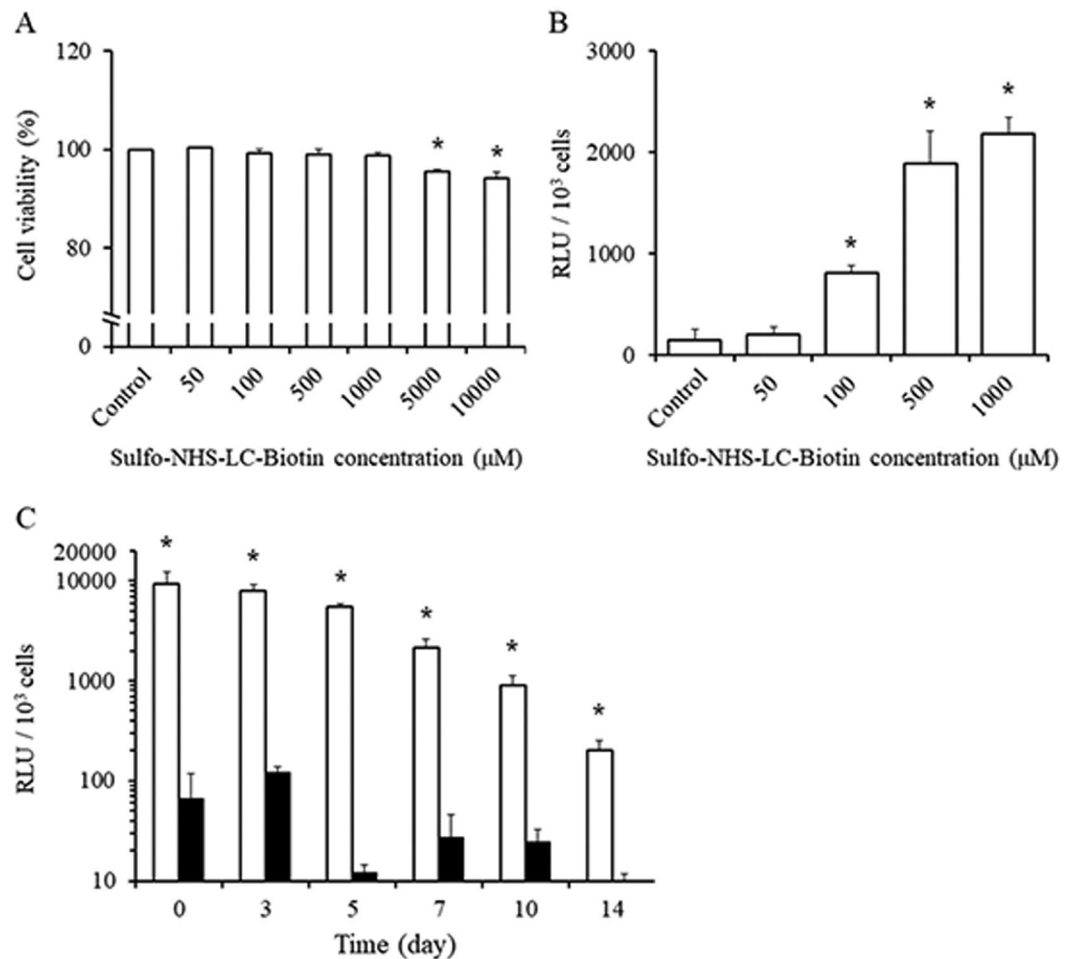 A
120
100
80
0
Cell viability (%)
* *
Control 50 100 500 1000 5000 10000
Sulfo-NHS-LC-Biotin concentration (μM)
B
3000
2000
1000
0
RLU / 10³ cells
* * *
Control 50 100 500 1000
Sulfo-NHS-LC-Biotin concentration (μM)
C
20000
10000
1000
100
10
RLU / 10³ cells
* * * * * *
0 3 5 7 10 14
Time (day)